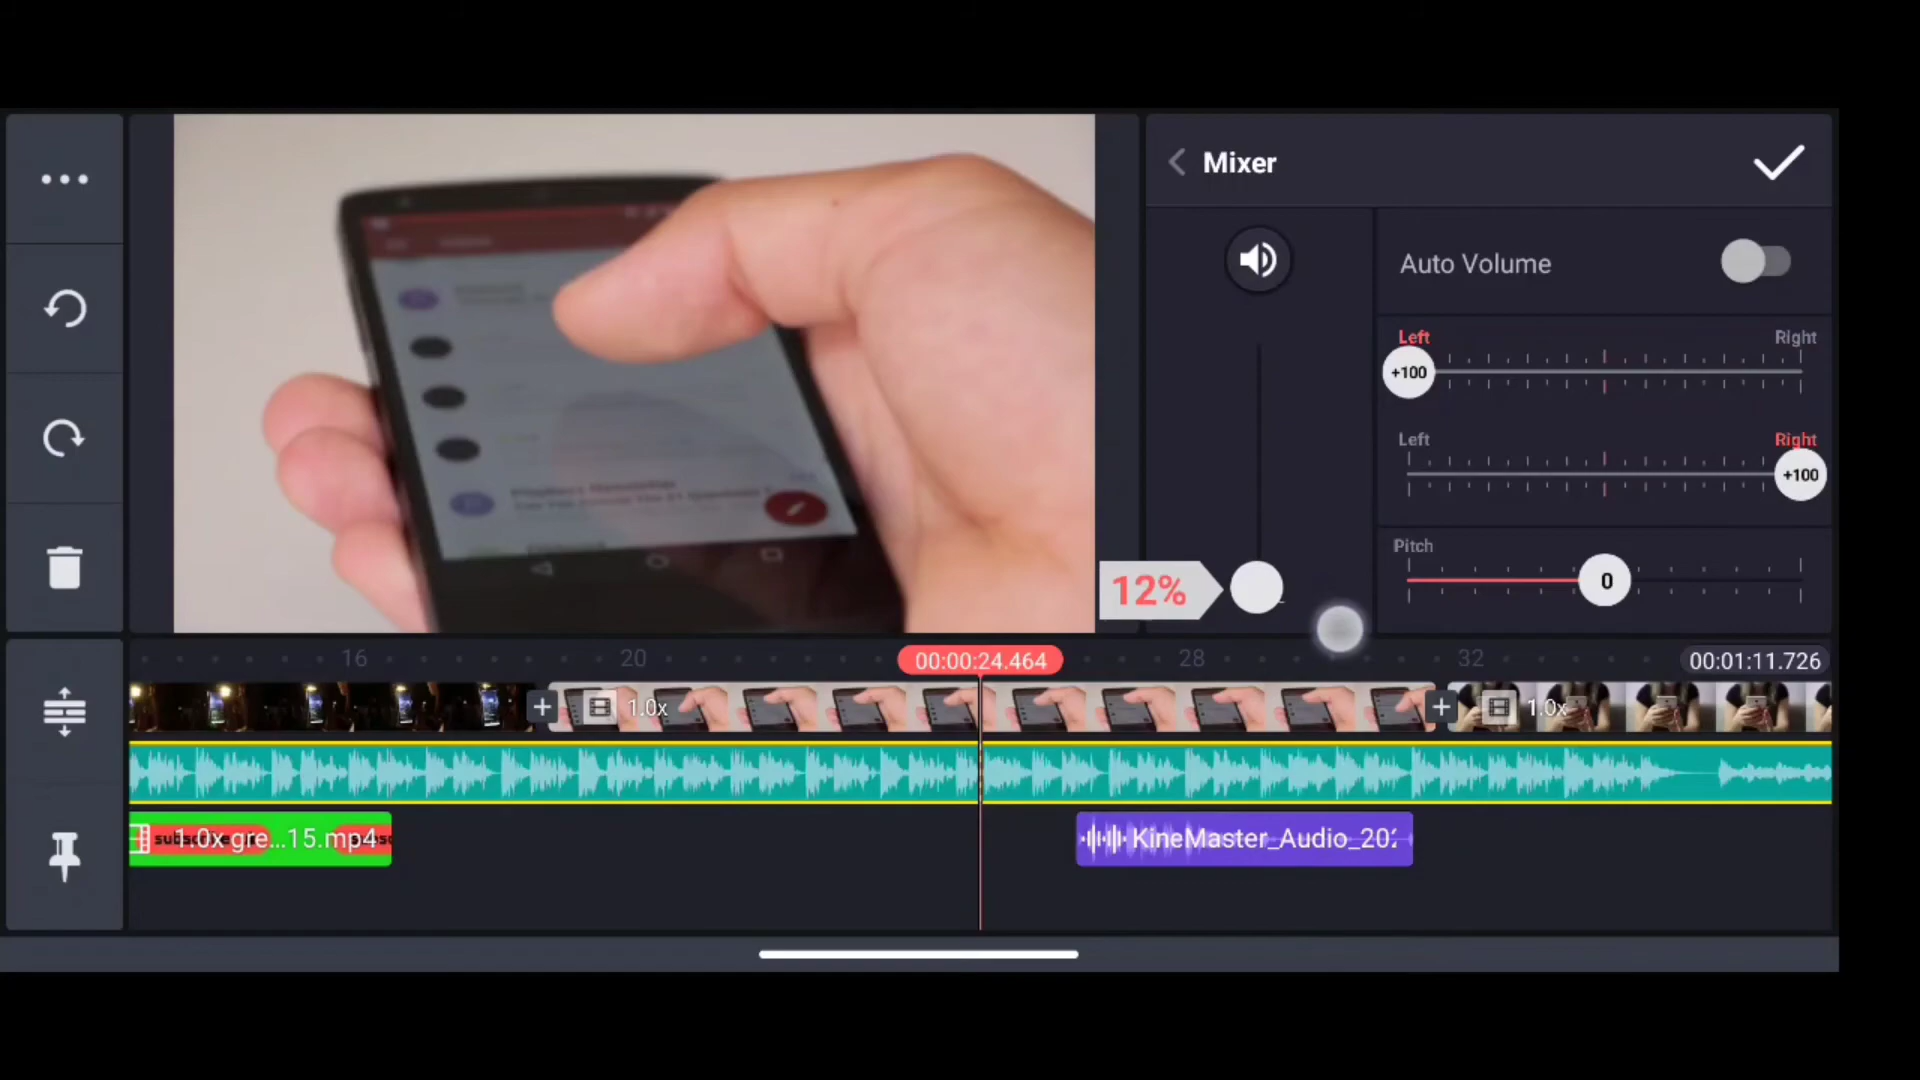 Mixer
Auto Volume
Left Right
+100
Left Right
+100
Pitch
0
12%
16 20 00:00:24.464 28 32 00:01:11.726
1.0x 1.0x
1.0x gre...15.mp4
KineMaster_Audio_202